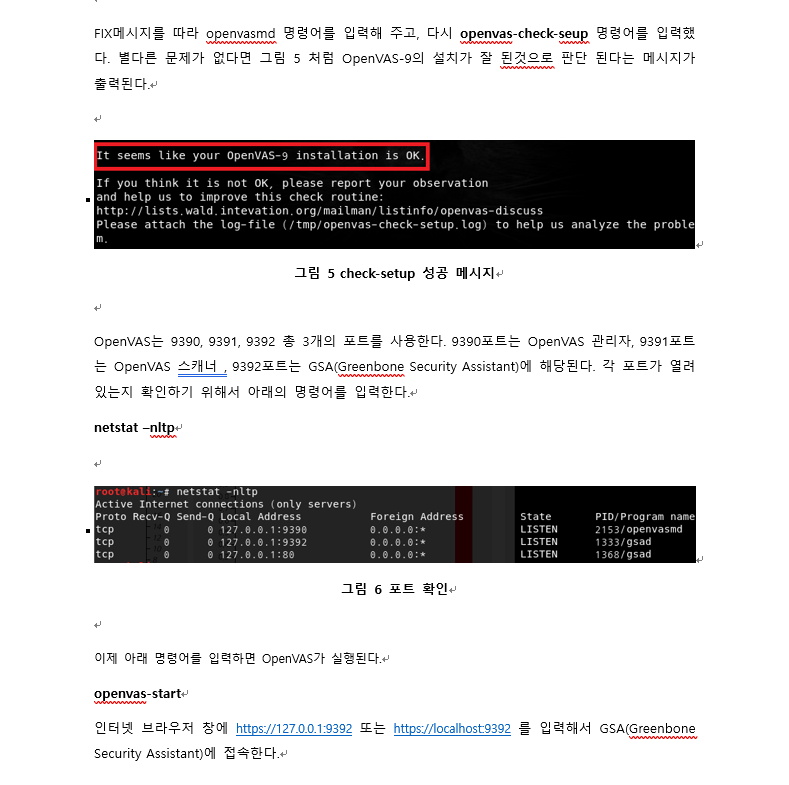 FIX메시지를 따라 openvasmd 명령어를 입력해 주고, 다시 openvas-check-seup 명령어를 입력했
다. 별다른 문제가 없다면 그림 5 처럼 OpenVAS-9의 설치가 잘 된것으로 판단 된다는 메시지가
출력된다.
It seems like your OpenVAS-9 installation is OK.
If you think it is not OK, please report your observation
and help us to improve this check routine:
http://lists.wald.intevation.org/mailman/listinfo/openvas-discuss
Please attach the log-file (/tmp/openvas-check-setup.log) to help us analyze the proble
m.
그림 5 check-setup 성공 메시지
OpenVAS는 9390, 9391, 9392 총 3개의 포트를 사용한다. 9390포트는 OpenVAS 관리자, 9391포트
는 OpenVAS 스캐너 , 9392포트는 GSA(Greenbone Security Assistant)에 해당된다. 각 포트가 열려
있는지 확인하기 위해서 아래의 명령어를 입력한다.
netstat –nltp
root@kali:~# netstat -nltp
Active Internet connections (only servers)
Proto Recv-Q Send-Q Local Address Foreign Address State PID/Program name
tcp 0 0 127.0.0.1:9390 0.0.0.0:* LISTEN 2153/openvasmd
tcp 0 0 127.0.0.1:9392 0.0.0.0:* LISTEN 1333/gsad
tcp 0 0 127.0.0.1:80 0.0.0.0:* LISTEN 1368/gsad
그림 6 포트 확인
이제 아래 명령어를 입력하면 OpenVAS가 실행된다.
openvas-start
인터넷 브라우저 창에 https://127.0.0.1:9392 또는 https://localhost:9392 를 입력해서 GSA(Greenbone
Security Assistant)에 접속한다.